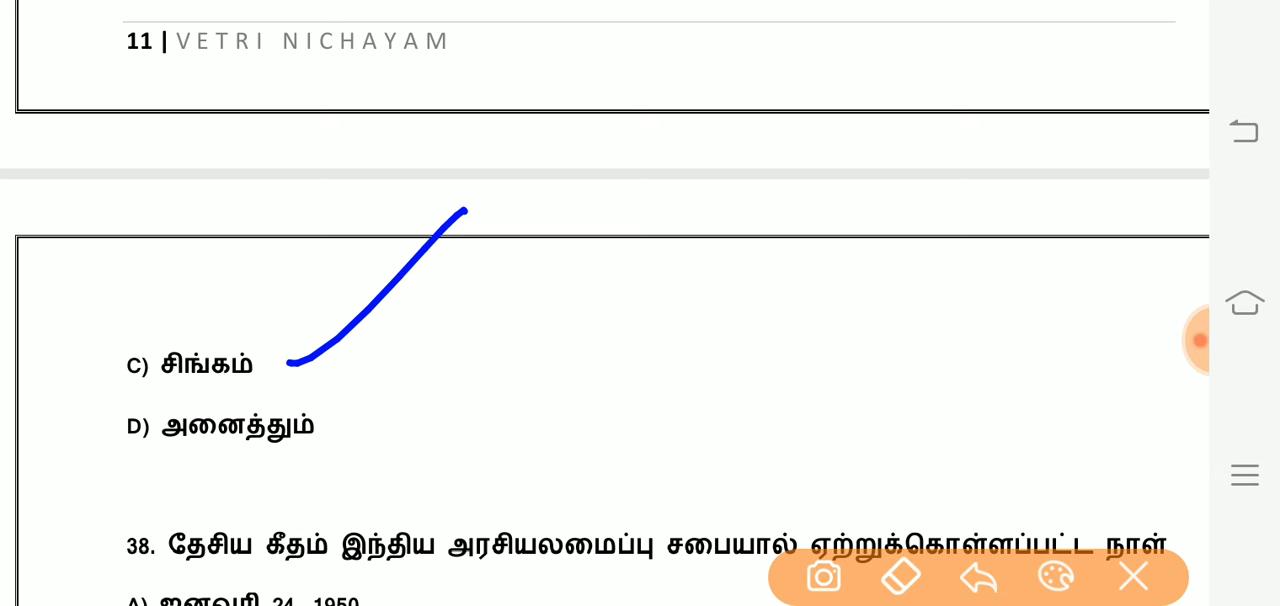 11 | VETRI NICHAYAM
C) சிங்கம்
D) அனைத்தும்
38. தேசிய கீதம் இந்திய அரசியலமைப்பு சபையால் ஏற்றுக்கொள்ளப்பட்ட நாள்
A) ஜனவரி 24, 1950